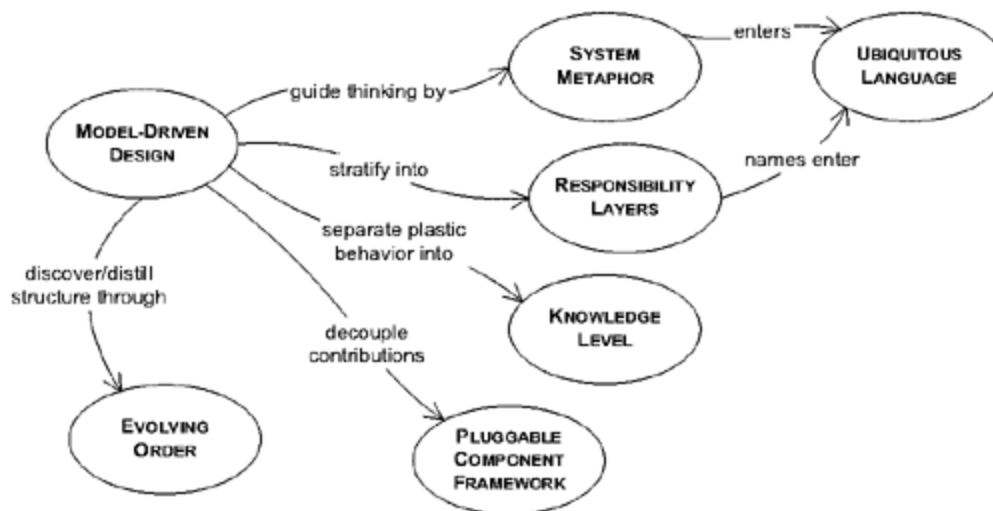 SYSTEM
METAPHOR
enters
UBIQUITOUS
LANGUAGE
guide thinking by
MODEL-DRIVEN
DESIGN
stratify into
RESPONSIBILITY
LAYERS
names enter
separate plastic
behavior into
KNOWLEDGE
LEVEL
discover/distill
structure through
decouple
contributions
EVOLVING
ORDER
PLUGGABLE
COMPONENT
FRAMEWORK